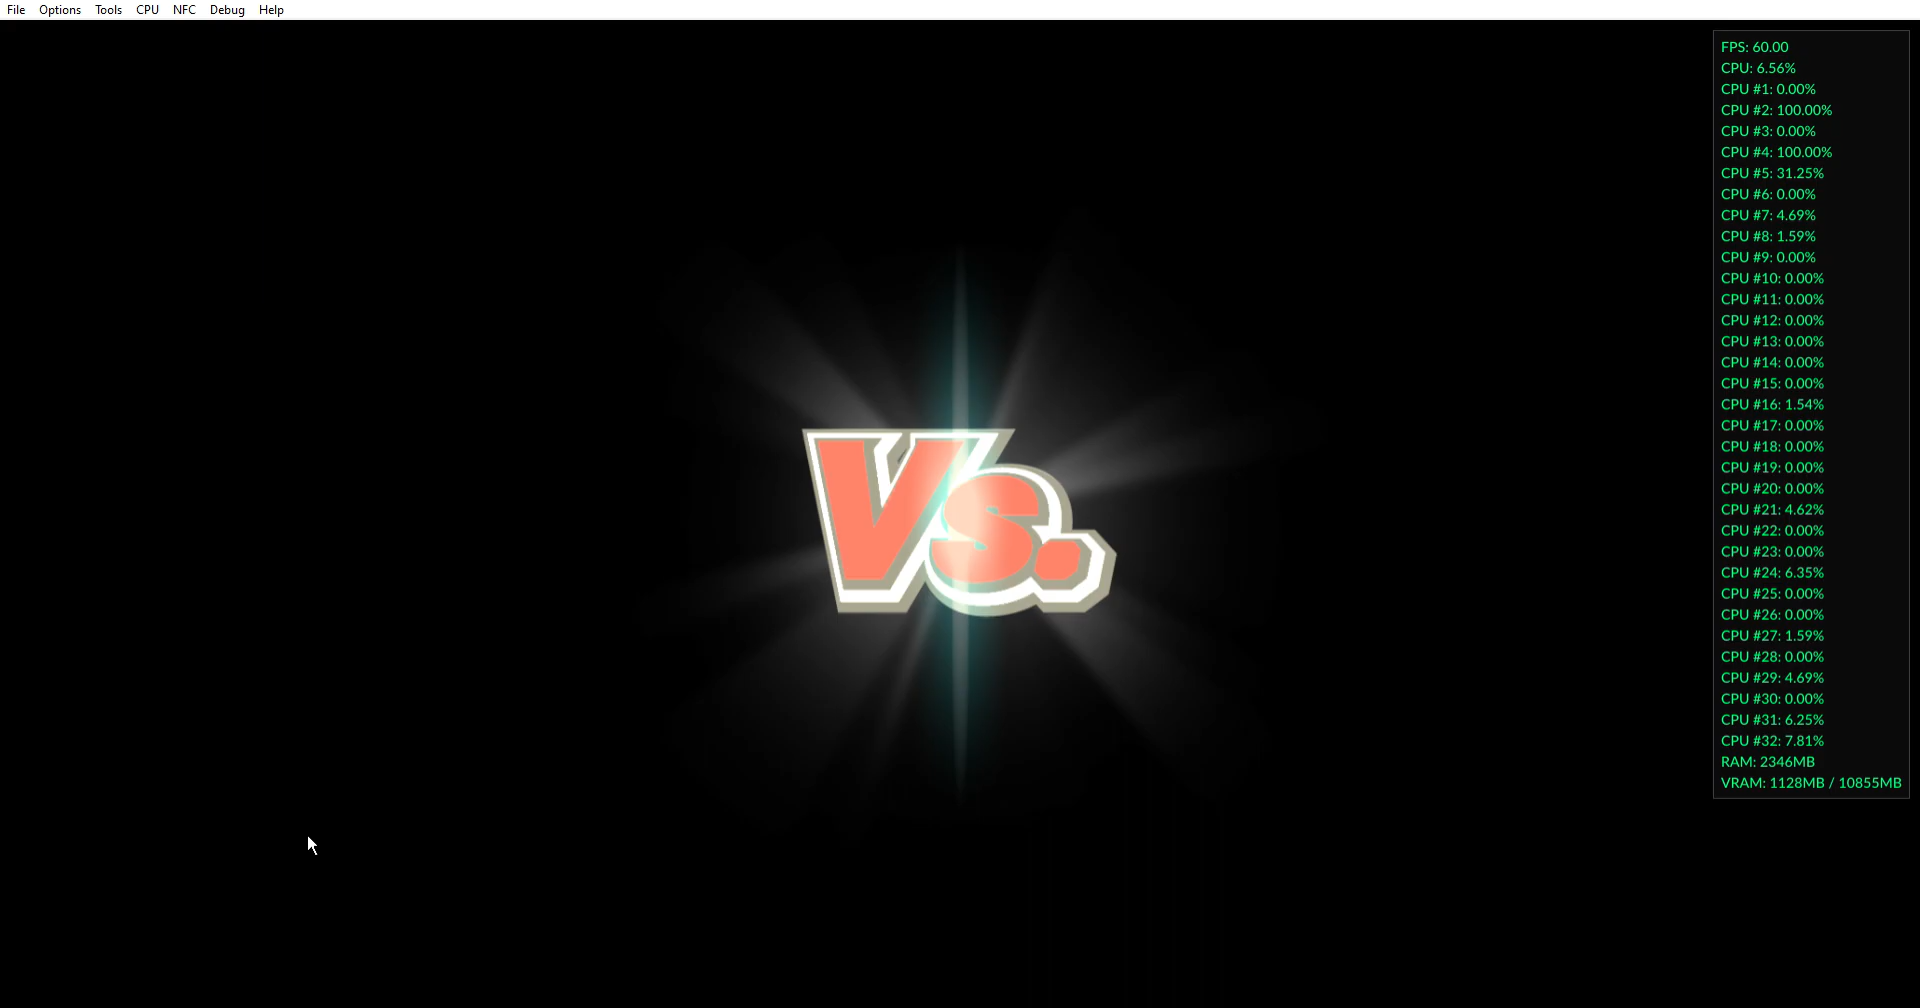 File Options Tools CPU NFC Debug Help
FPS: 60.00
CPU: 6.56%
CPU #1: 0.00%
CPU #2: 100.00%
CPU #3: 0.00%
CPU #4: 100.00%
CPU #5: 31.25%
CPU #6: 0.00%
CPU #7: 4.69%
CPU #8: 1.59%
CPU #9: 0.00%
CPU #10: 0.00%
CPU #11: 0.00%
CPU #12: 0.00%
CPU #13: 0.00%
CPU #14: 0.00%
CPU #15: 0.00%
CPU #16: 1.54%
CPU #17: 0.00%
CPU #18: 0.00%
CPU #19: 0.00%
CPU #20: 0.00%
CPU #21: 4.62%
CPU #22: 0.00%
CPU #23: 0.00%
CPU #24: 6.35%
CPU #25: 0.00%
CPU #26: 0.00%
CPU #27: 1.59%
CPU #28: 0.00%
CPU #29: 4.69%
CPU #30: 0.00%
CPU #31: 6.25%
CPU #32: 7.81%
RAM: 2346MB
VRAM: 1128MB / 10855MB
Vs.